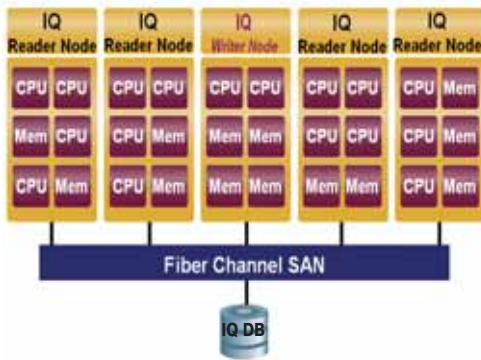 IQ IQ IQ IQ IQ
Reader Node Reader Node Writer Node Reader Node Reader Node
CPU CPU CPU CPU CPU CPU CPU CPU CPU Mem
Mem CPU CPU Mem Mem Mem CPU CPU CPU Mem
CPU Mem CPU Mem Mem Mem Mem Mem CPU Mem
Fiber Channel SAN
IQ DB